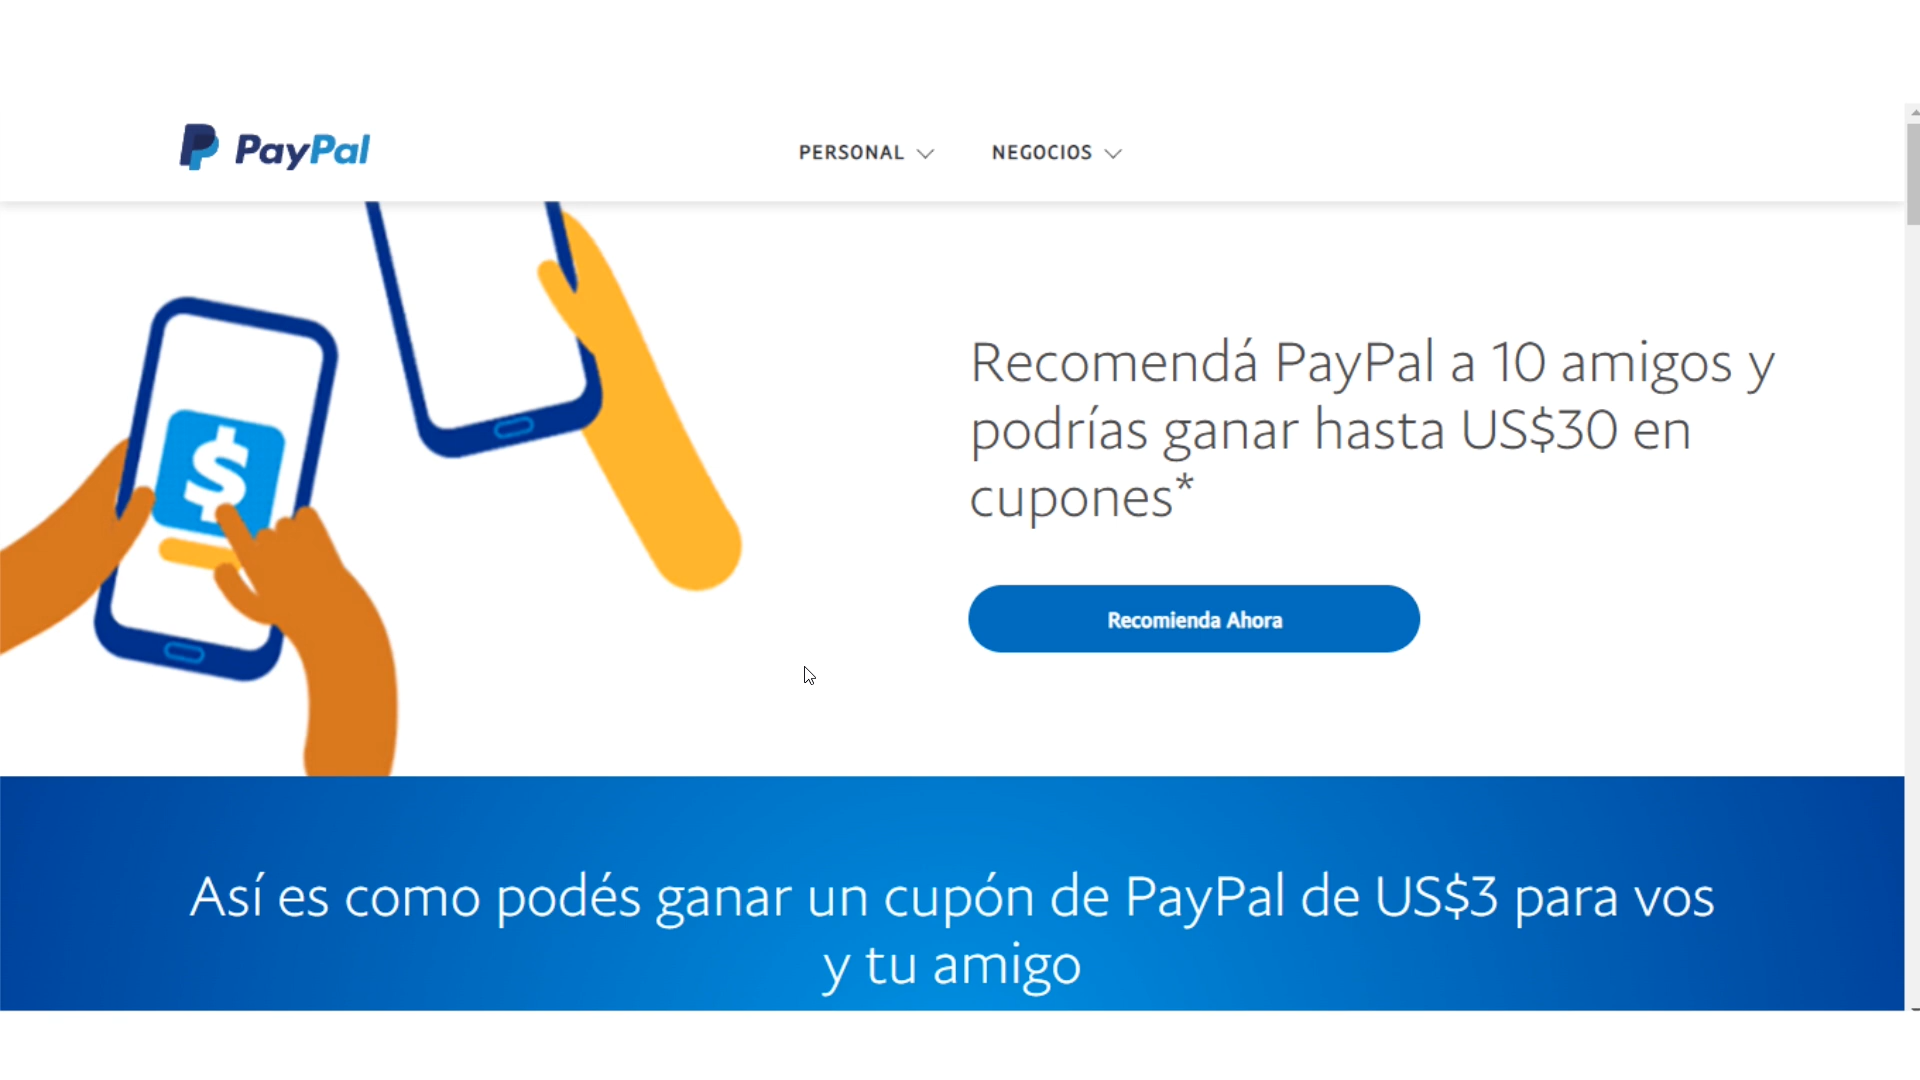 PayPal
PERSONAL
NEGOCIOS
Recomendá PayPal a 10 amigos y
podrías ganar hasta US$30 en
cupones*
Recomienda Ahora
$
Así es como podés ganar un cupón de PayPal de US$3 para vos
y tu amigo